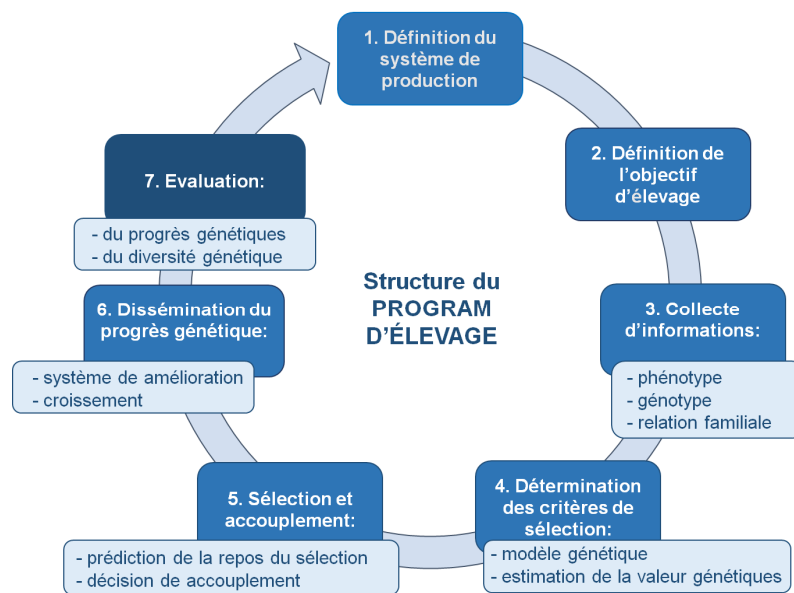 1. Définition du
système de
production
2. Définition de
l'objectif
d'élevage
3. Collecte
d'informations:
- phénotype
- génotype
- relation familiale
4. Détermination
des critères de
sélection:
- modèle génétique
- estimation de la valeur génétiques
5. Sélection et
accouplement:
- prédiction de la repos du sélection
- décision de accouplement
6. Dissémination du
progrès génétique:
- système de amélioration
- croissement
7. Evaluation:
- du progrès génétiques
- du diversité génétique
Structure du
PROGRAM
D'ÉLEVAGE